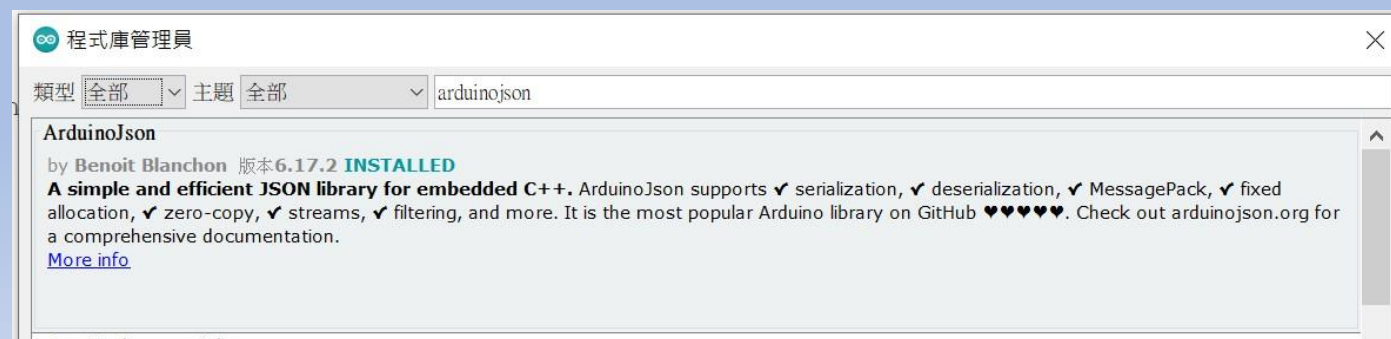 程式庫管理員
類型 全部 主題 全部 arduinojson
ArduinoJson
by Benoit Blanchon 版本6.17.2 INSTALLED
A simple and efficient JSON library for embedded C++. ArduinoJson supports ✔ serialization, ✔ deserialization, ✔ MessagePack, ✔ fixed
allocation, ✔ zero-copy, ✔ streams, ✔ filtering, and more. It is the most popular Arduino library on GitHub ♥♥♥♥♥. Check out arduinojson.org for
a comprehensive documentation.
More info